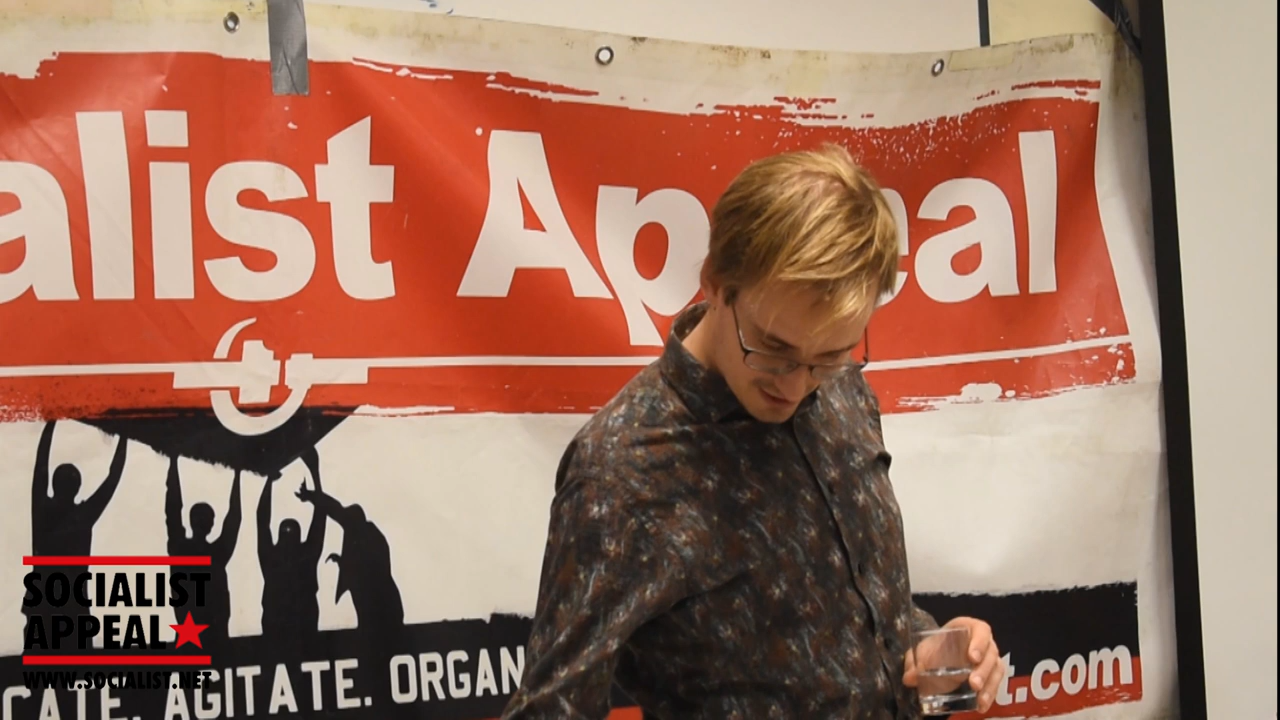 alist Ap eal
SOCIALIST
APPEAL
WWW.SOCIALIST.NET
CATE. AGITATE. ORGAN
t.com